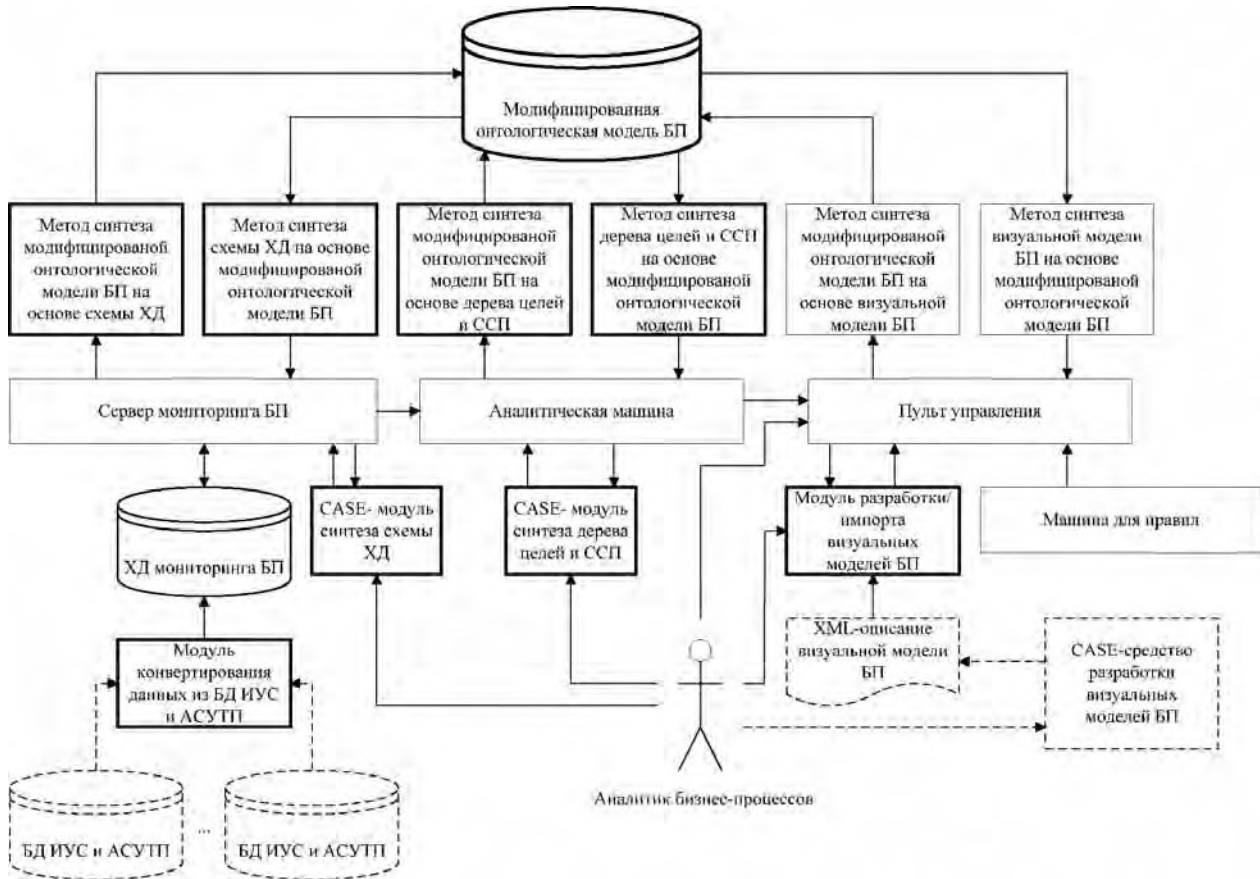 Модифицированная
онтологическая модель БП
Метод синтеза
модифицированой
онтологической
модели БП на
основе схемы ХД
Метод синтеза
схемы ХД на основе
модифицированой
онтологической
модели БП
Метод синтеза
модифицированой
онтологической
модели БП на
основе дерева целей
и ССП
Метод синтеза
дерева целей и ССП
на основе
модифицированой
онтологической
модели БП
Метод синтеза
модифицированой
онтологической
модели БП на
основе визуальной
модели БП
Метод синтеза
визуальной модели
БП на основе
модифицированой
онтологической
модели БП
Сервер мониторинга БП
Аналитическая машина
Пульт управления
ХД мониторинга БП
CASE- модуль
синтеза схемы
ХД
CASE- модуль
синтеза дерева
целей и ССП
Модуль разработки/
импорта
визуальных
моделей БП
Машина для правил
Модуль
конвертирования
данных из БД ИУС
и АСУТП
XML-описание
визуальной модели
БП
CASE-средство
разработки
визуальных
моделей БП
Аналитик бизнес-процессов
БД ИУС и АСУТП
...
БД ИУС и АСУТП